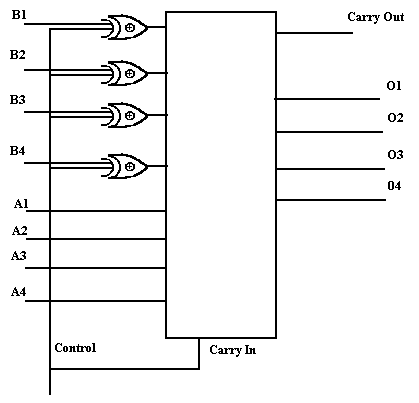 B1
Carry Out
B2
O1
B3
O2
B4
O3
04
A1
A2
A3
A4
Control
Carry In